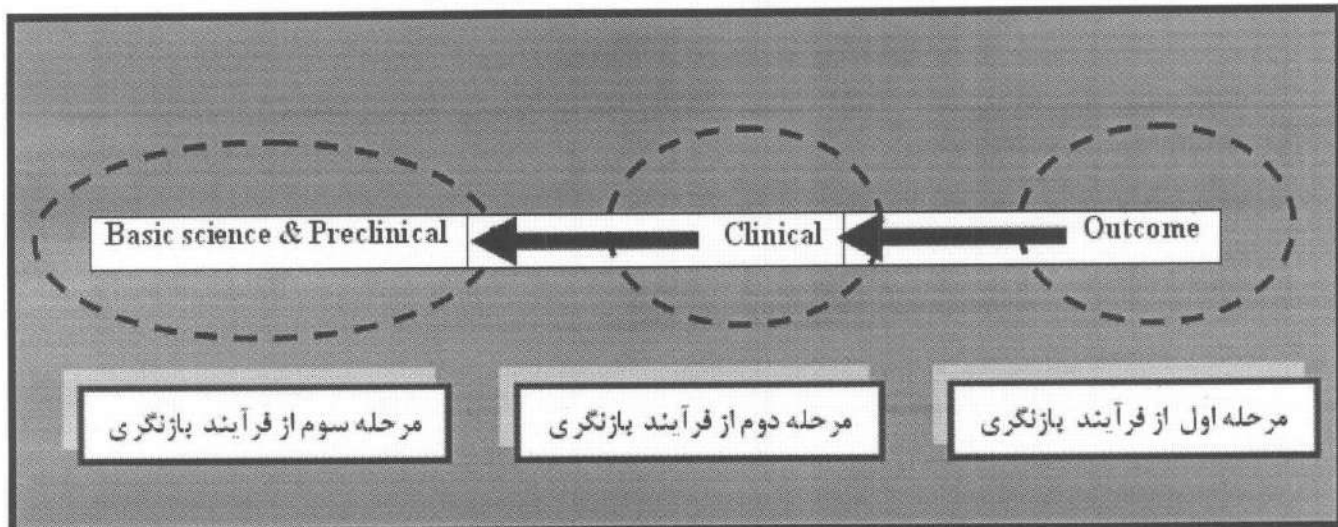 Basic science & Preclinical
Clinical
Outcome
مرحله اول از فرآیند بازنگری
مرحله دوم از فرآیند بازنگری
مرحله سوم از فرآیند بازنگری